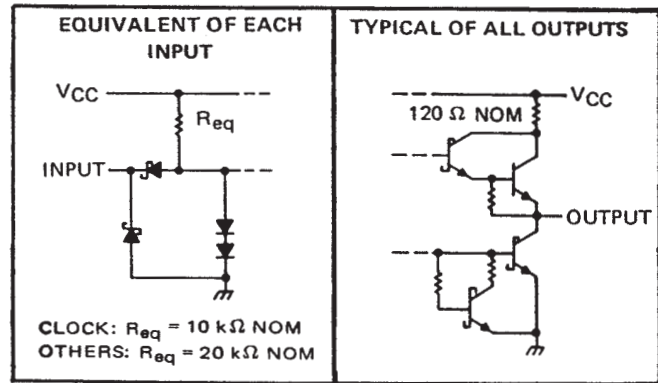 EQUIVALENT OF EACH
INPUT
VCC
Req
INPUT
CLOCK: Req = 10 kΩ NOM
OTHERS: Req = 20 kΩ NOM
TYPICAL OF ALL OUTPUTS
VCC
120 Ω NOM
OUTPUT